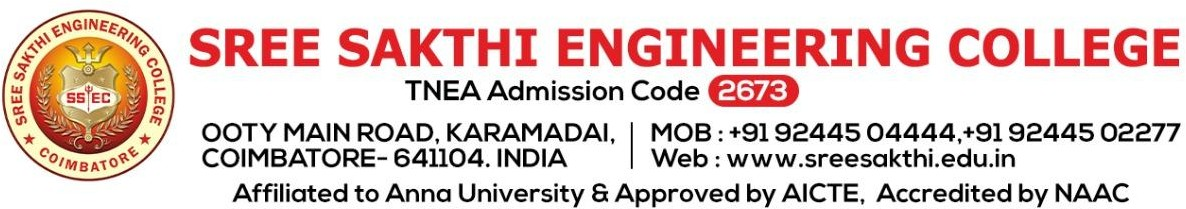 SREE SAKTHI ENGINEERING COLLEGE
COIMBATORE
SS EC
SREE SAKTHI ENGINEERING COLLEGE
TNEA Admission Code 2673
OOTY MAIN ROAD, KARAMADAI,
COIMBATORE- 641104. INDIA
MOB : +91 92445 04444,+91 92445 02277
Web : www.sreesakthi.edu.in
Affiliated to Anna University & Approved by AICTE, Accredited by NAAC